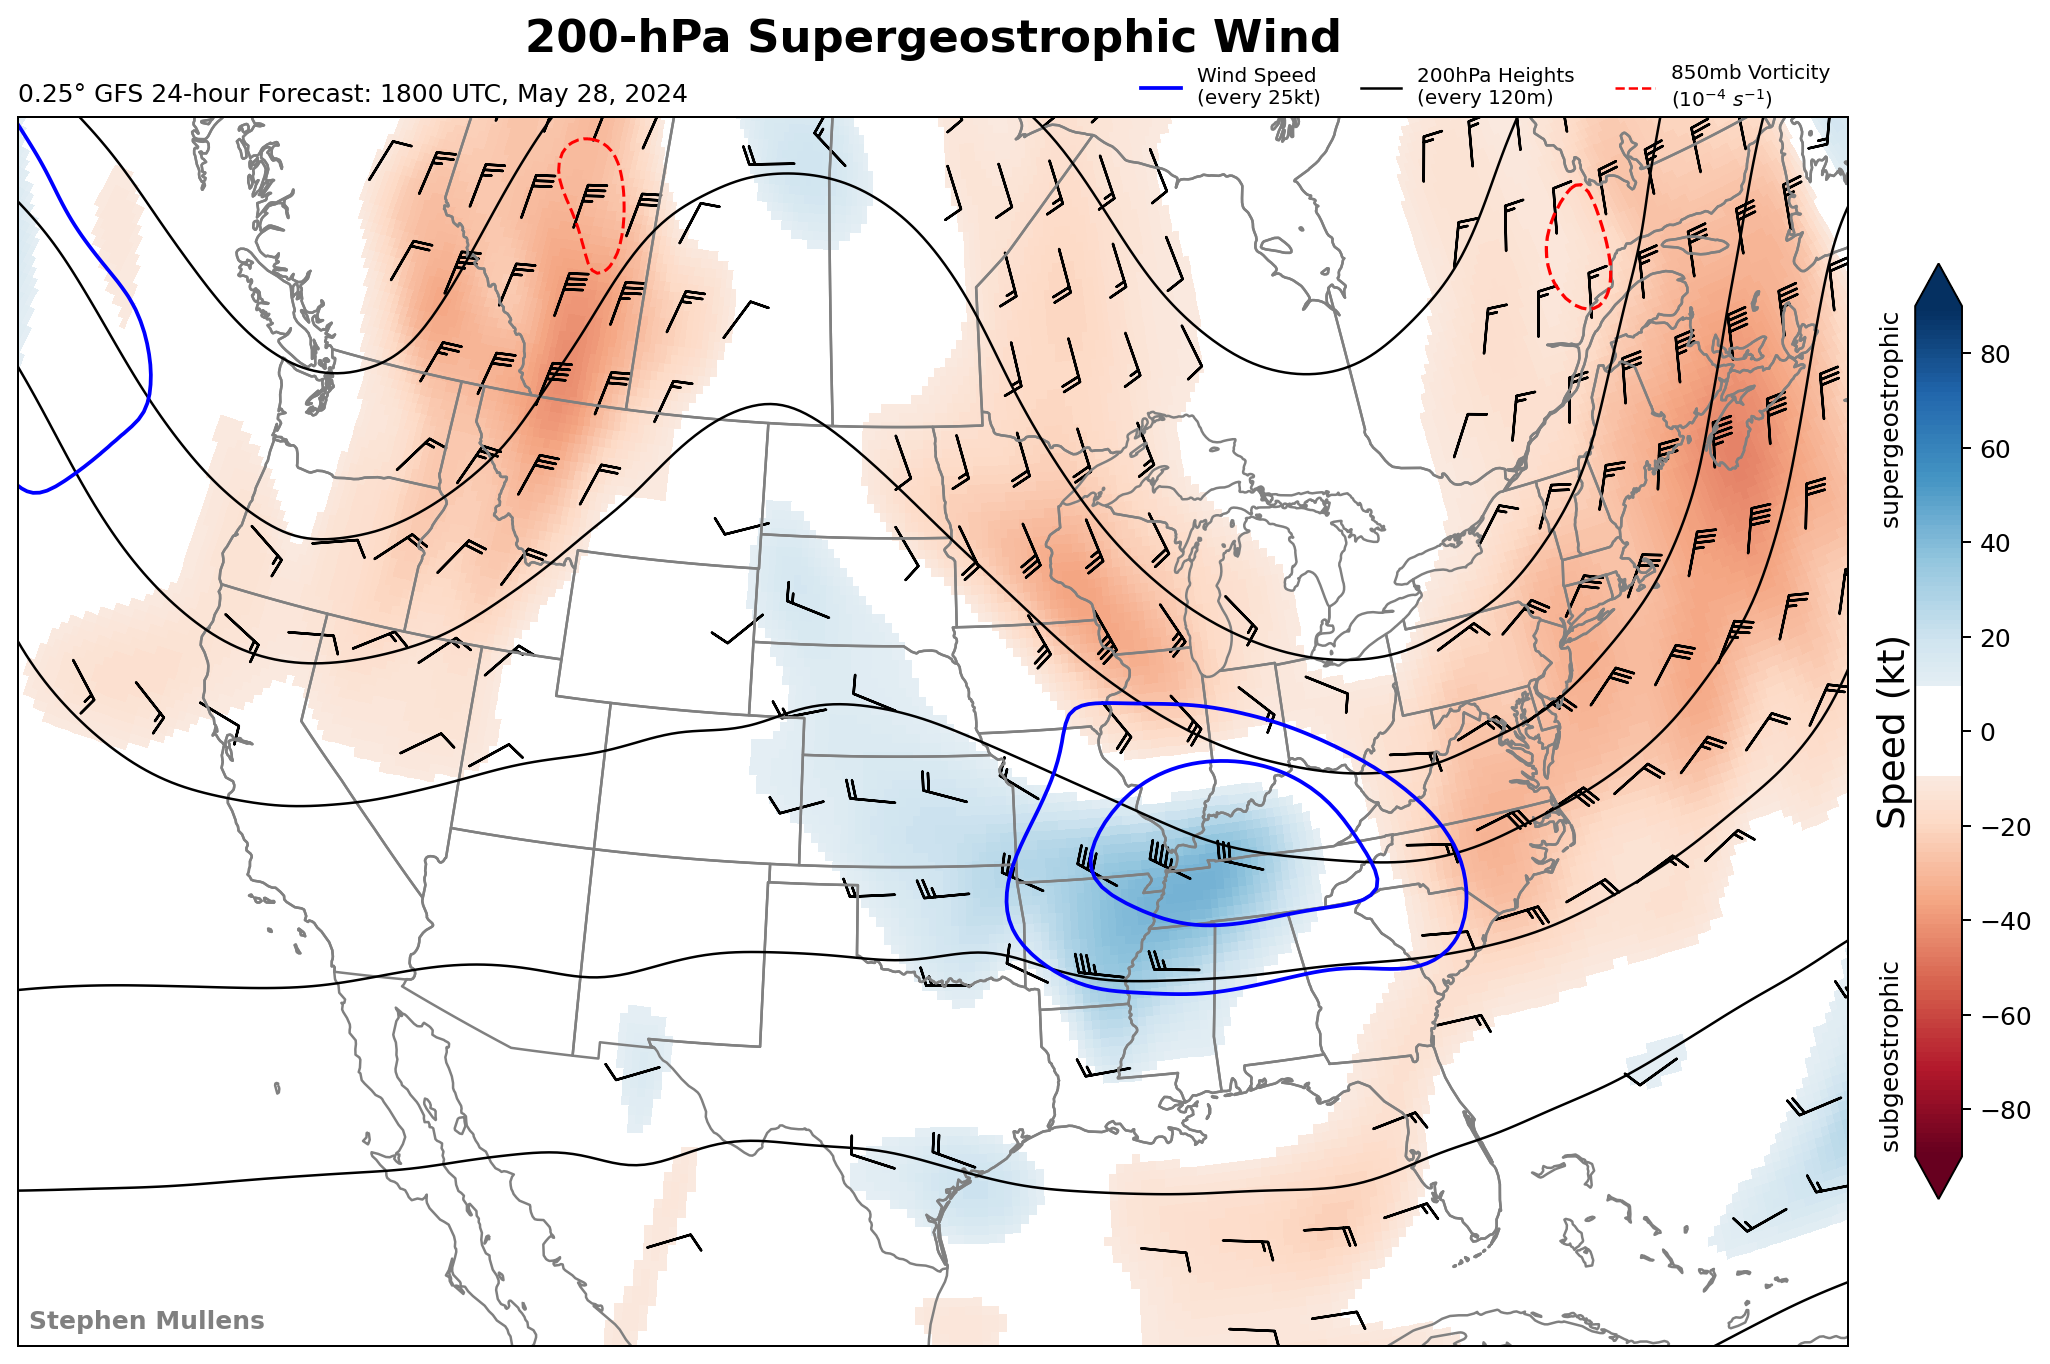 200-hPa Supergeostrophic Wind
0.25° GFS 24-hour Forecast: 1800 UTC, May 28, 2024
Wind Speed
(every 25kt)
200hPa Heights
(every 120m)
850mb Vorticity
(10⁻⁴ s⁻¹)
supergeostrophic
Speed (kt)
subgeostrophic
80
60
40
20
0
−20
−40
−60
−80
Stephen Mullens